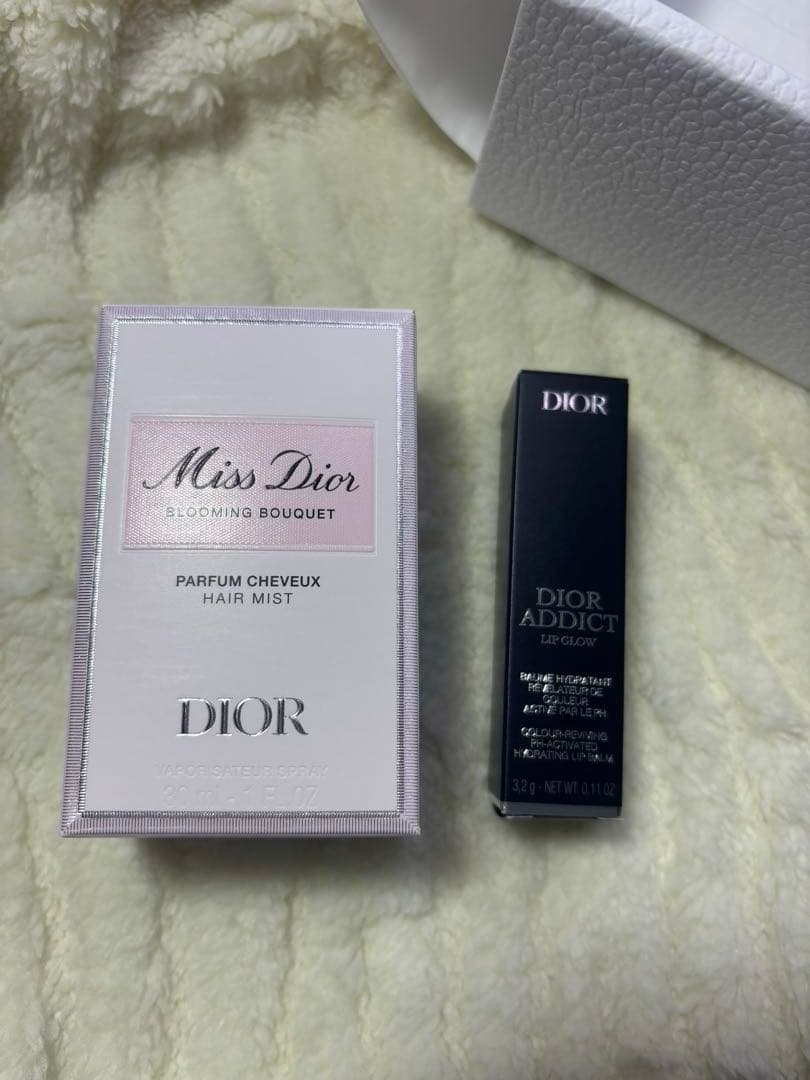 Miss Dior
BLOOMING BOUQUET
PARFUM CHEVEUX
HAIR MIST
DIOR
VAPORISATEUR SPRAY
30 ml - 1 FL. OZ
DIOR
DIOR
ADDICT
LIP GLOW
BAUME HYDRATANT
RÉVÉLATEUR DE
COULEUR
ACTIVÉ PAR LE PH
COLOUR-REVIVING
PH-ACTIVATED
HYDRATING LIP BALM
3,2 g - NET WT. 0.11 OZ